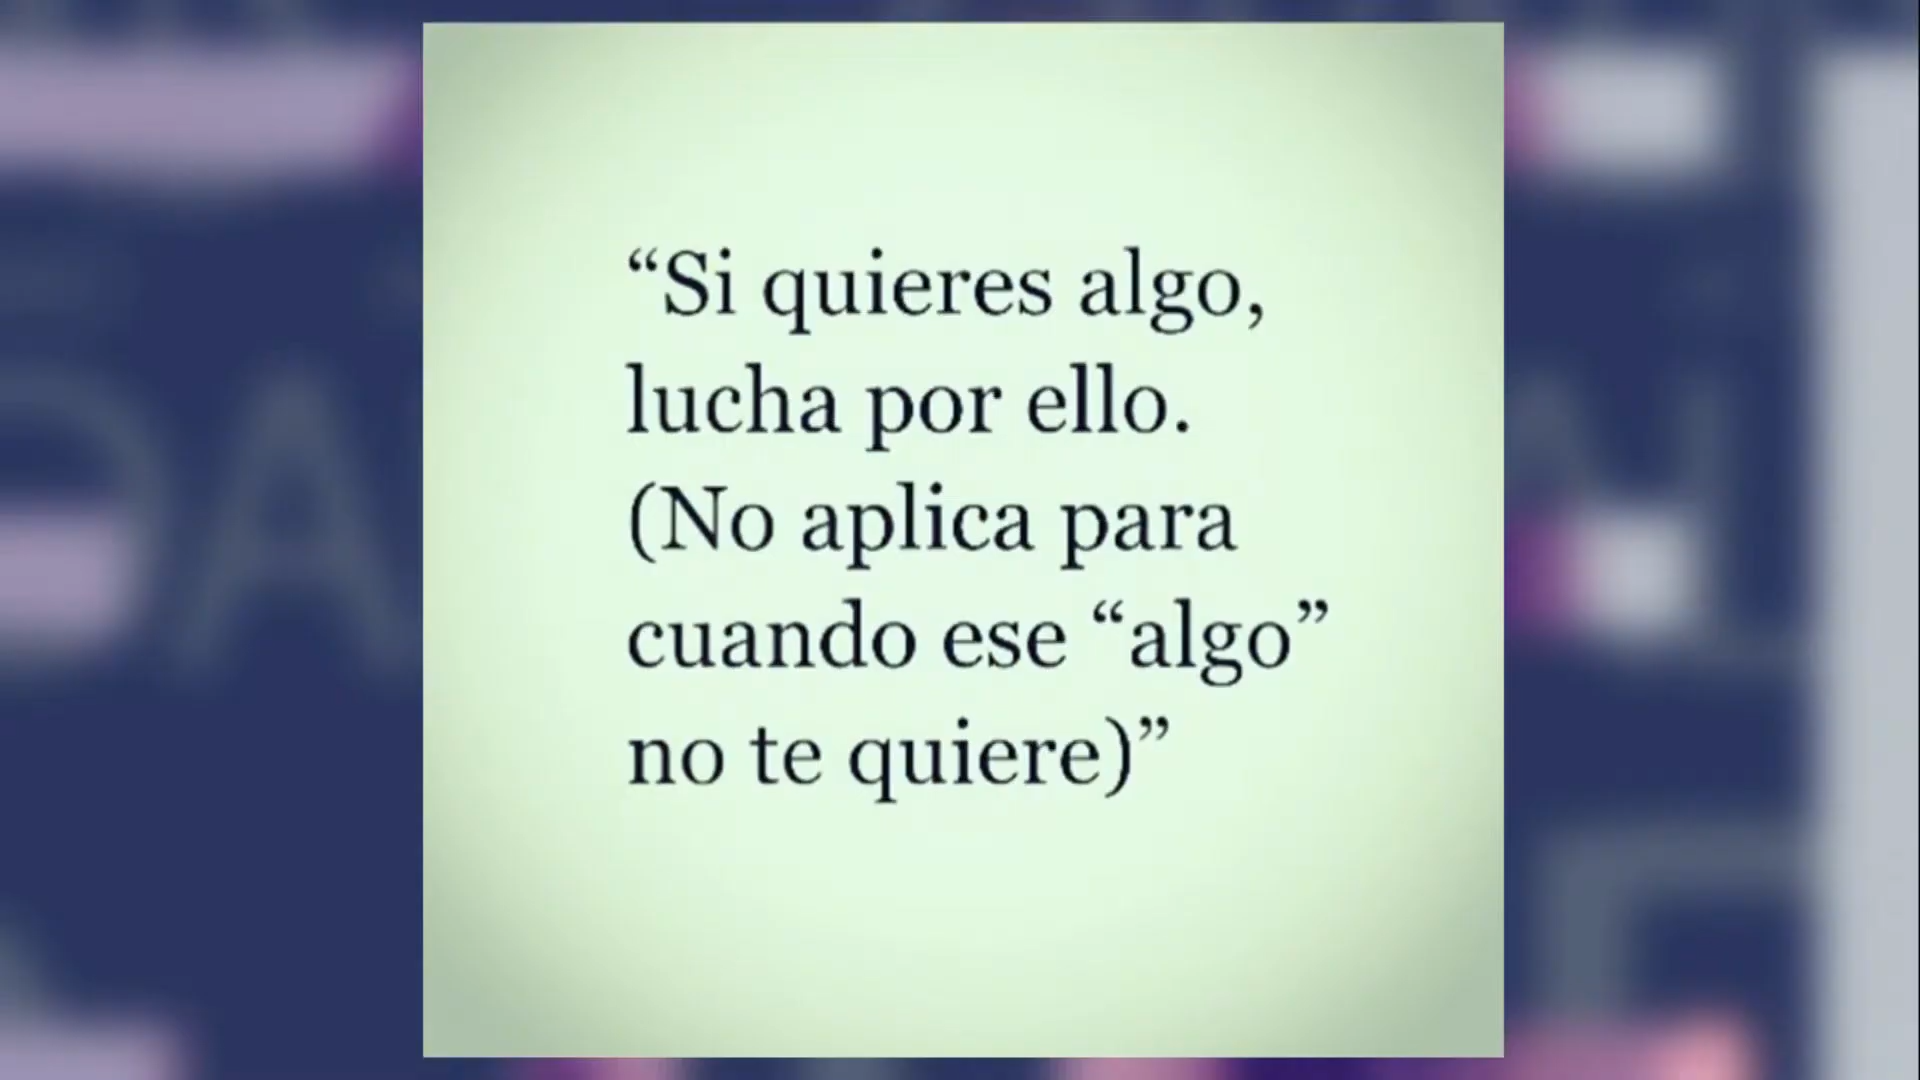 “Si quieres algo,
lucha por ello.
(No aplica para
cuando ese “algo”
no te quiere)”